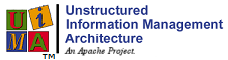 UIMA
TM
Unstructured
Information Management
Architecture
An Apache Project.